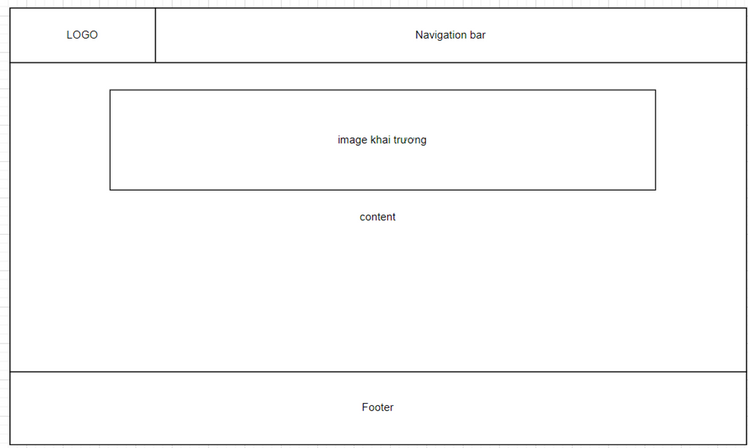 LOGO
Navigation bar
image khai trương
content
Footer